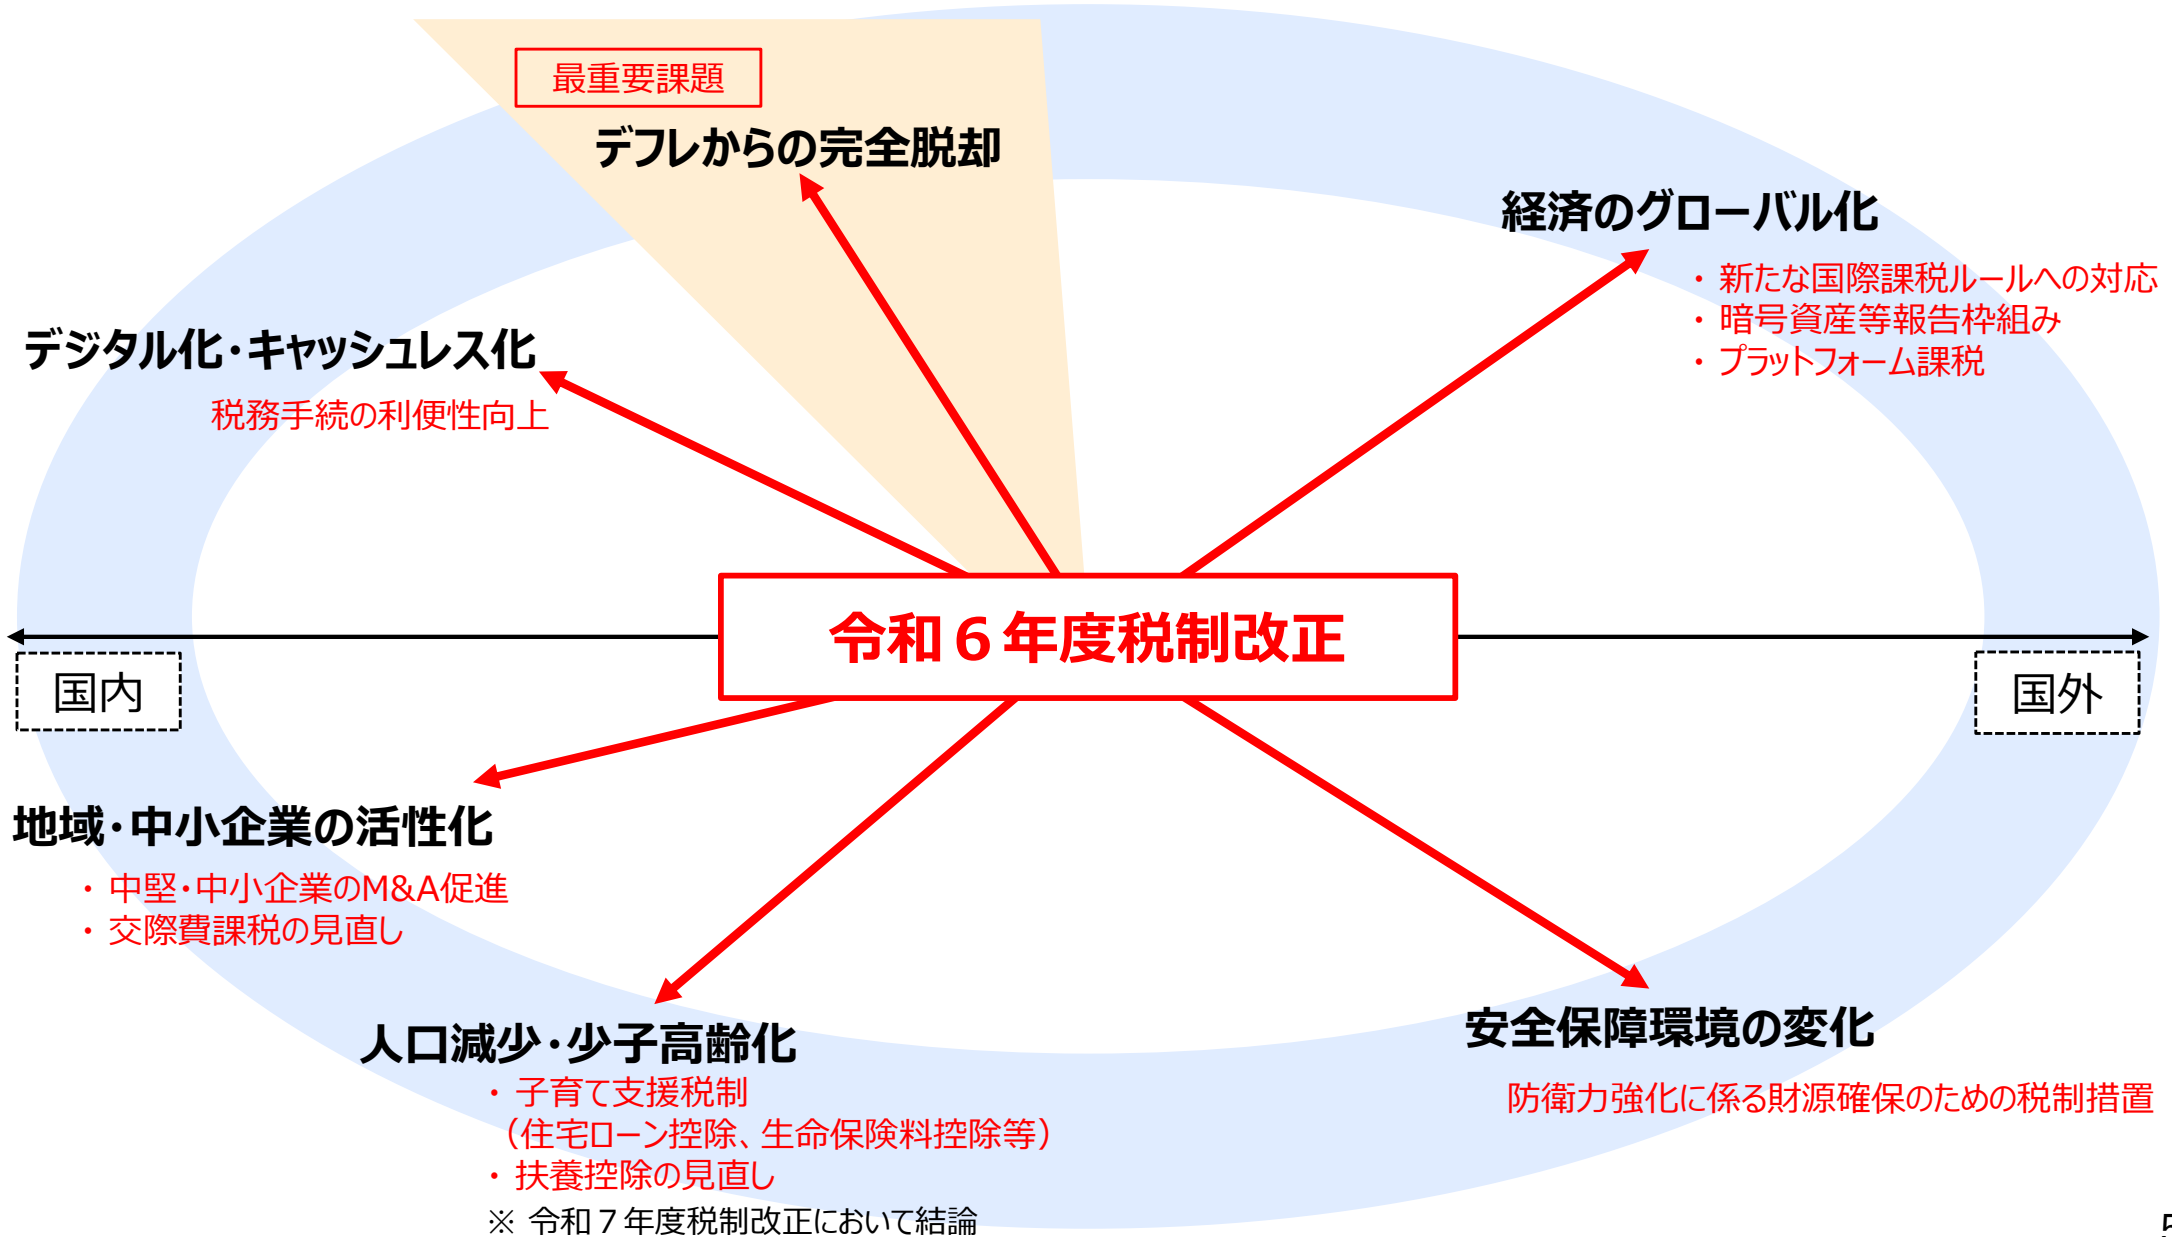 最重要課題
デフレからの完全脱却
経済のグローバル化
・ 新たな国際課税ルールへの対応
・ 暗号資産等報告枠組み
・ プラットフォーム課税
デジタル化・キャッシュレス化
税務手続の利便性向上
令和６年度税制改正
国内
国外
地域・中小企業の活性化
・ 中堅・中小企業のM&A促進
・ 交際費課税の見直し
人口減少・少子高齢化
・ 子育て支援税制
（住宅ローン控除、生命保険料控除等）
・ 扶養控除の見直し
※ 令和７年度税制改正において結論
安全保障環境の変化
防衛力強化に係る財源確保のための税制措置